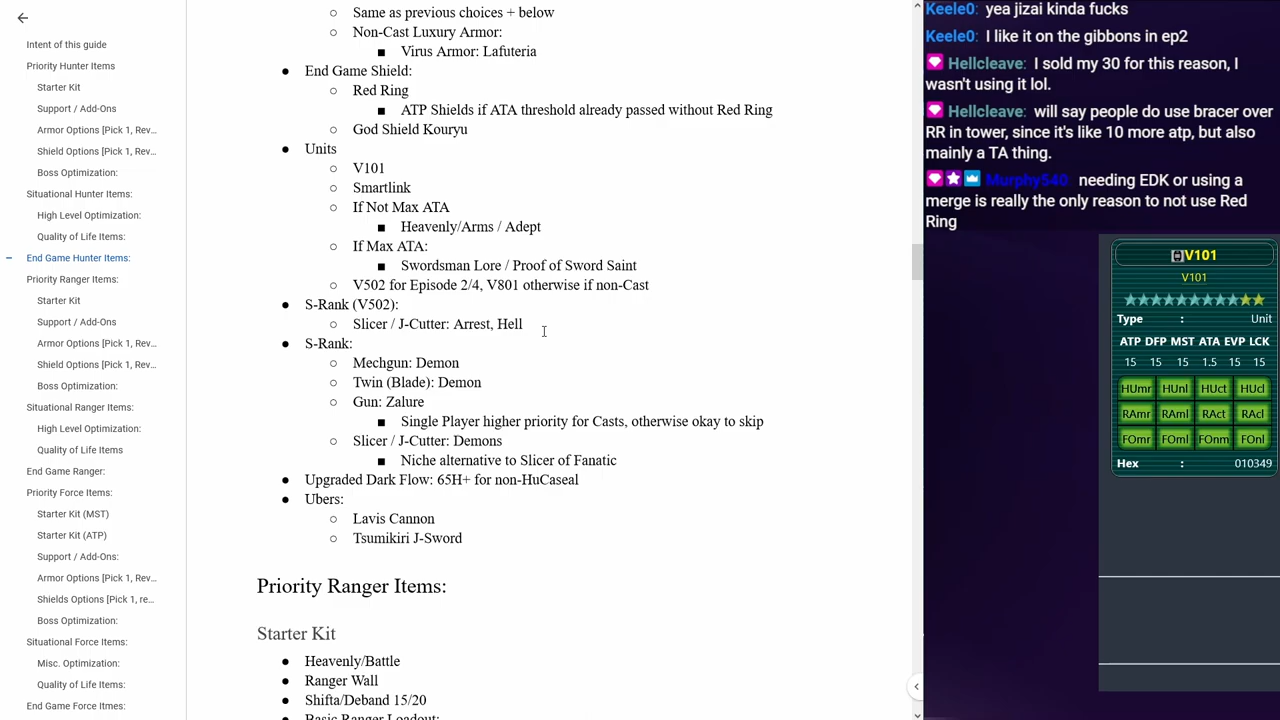 Intent of this guide
Priority Hunter Items
Starter Kit
Support / Add-Ons:
Armor Options [Pick 1, Rev...
Shield Options [Pick 1, Rev...
Boss Optimization:
Situational Hunter Items:
High Level Optimization:
Quality of Life Items:
End Game Hunter Items:
Priority Ranger Items:
Starter Kit
Support / Add-Ons:
Armor Options [Pick 1, Rev...
Shield Options [Pick 1, Rev...
Boss Optimization:
Situational Ranger Items:
High Level Optimization:
Quality of Life Items
End Game Ranger:
Priority Force Items:
Starter Kit (MST)
Starter Kit (ATP)
Support / Add-Ons:
Armor Options [Pick 1, Rev...
Shields Options [Pick 1, re...
Boss Optimization:
Situational Force Items:
Misc. Optimization:
Quality of Life Items:
End Game Force Itmes:
Same as previous choices + below
Non-Cast Luxury Armor:
Virus Armor: Lafuteria
End Game Shield:
Red Ring
ATP Shields if ATA threshold already passed without Red Ring
God Shield Kouryu
Units
V101
Smartlink
If Not Max ATA
Heavenly/Arms / Adept
If Max ATA:
Swordsman Lore / Proof of Sword Saint
V502 for Episode 2/4, V801 otherwise if non-Cast
S-Rank (V502):
Slicer / J-Cutter: Arrest, Hell
S-Rank:
Mechgun: Demon
Twin (Blade): Demon
Gun: Zalure
Single Player higher priority for Casts, otherwise okay to skip
Slicer / J-Cutter: Demons
Niche alternative to Slicer of Fanatic
Upgraded Dark Flow: 65H+ for non-HuCaseal
Ubers:
Lavis Cannon
Tsumikiri J-Sword
Priority Ranger Items:
Starter Kit
Heavenly/Battle
Ranger Wall
Shifta/Deband 15/20
Basic Ranger Loadout:
Keele0: yea jizai kinda fucks
Keele0: I like it on the gibbons in ep2
Hellcleave: I sold my 30 for this reason, I
wasn't using it lol.
Hellcleave: will say people do use bracer over
RR in tower, since it's like 10 more atp, but also
mainly a TA thing.
Murphy540: needing EDK or using a
merge is really the only reason to not use Red
Ring
V101
V101
Type : Unit
ATP DFP MST ATA EVP LCK
15 15 15 1.5 15 15
HUmr HUnl HUct HUcl
RAmr RAml RAct RAcl
FOmr FOml FOnm FOnl
Hex : 010349